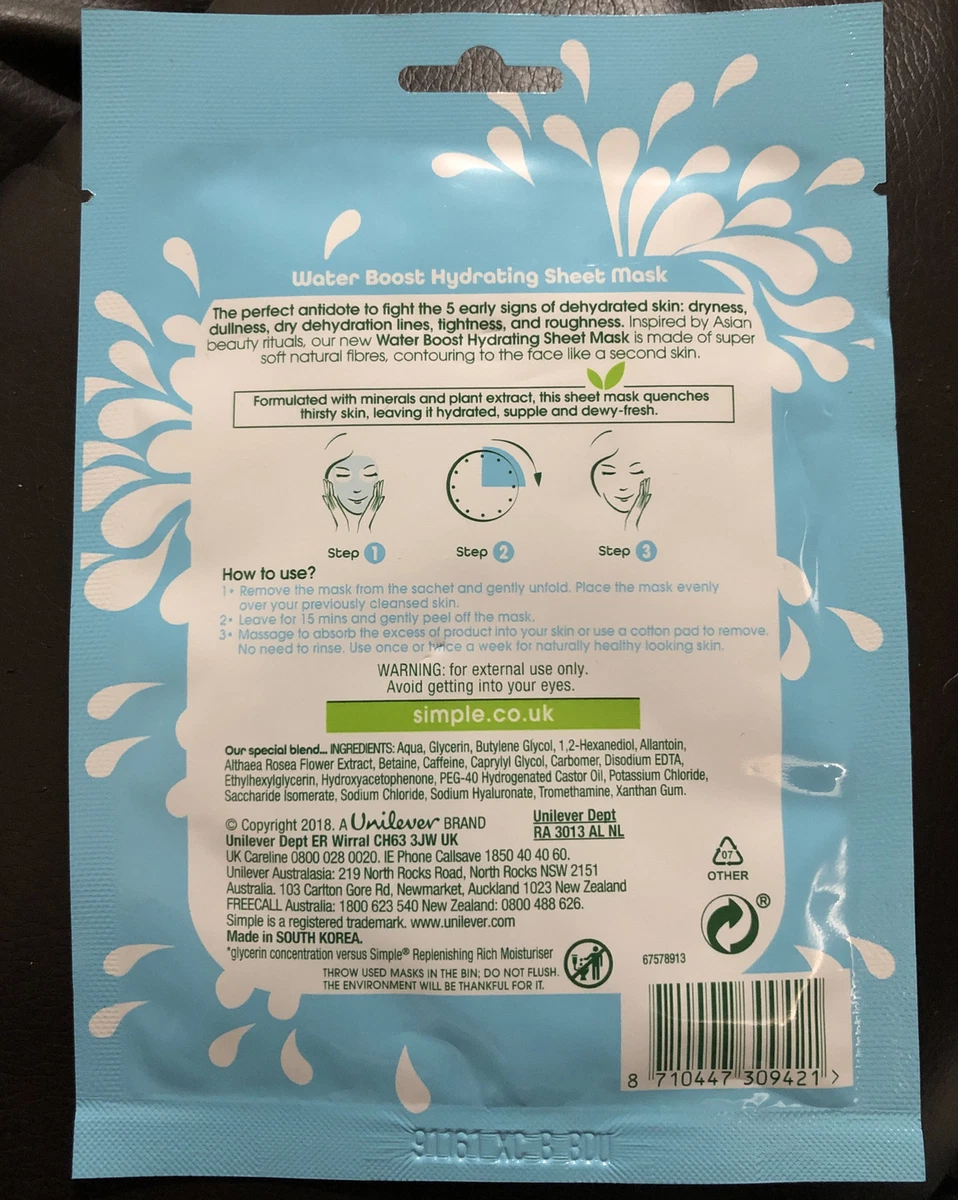 Water Boost Hydrating Sheet Mask
The perfect antidote to fight the 5 early signs of dehydrated skin: dryness,
dullness, dry dehydration lines, tightness, and roughness. Inspired by Asian
beauty rituals, our new Water Boost Hydrating Sheet Mask is made of super
soft natural fibres, contouring to the face like a second skin.
Formulated with minerals and plant extract, this sheet mask quenches
thirsty skin, leaving it hydrated, supple and dewy-fresh.
Step 1 Step 2 Step 3
How to use?
1• Remove the mask from the sachet and gently unfold. Place the mask evenly
over your previously cleansed skin.
2• Leave for 15 mins and gently peel off the mask.
3• Massage to absorb the excess of product into your skin or use a cotton pad to remove.
No need to rinse. Use once or twice a week for naturally healthy looking skin.
WARNING: for external use only.
Avoid getting into your eyes.
simple.co.uk
Our special blend... INGREDIENTS: Aqua, Glycerin, Butylene Glycol, 1,2-Hexanediol, Allantoin,
Althaea Rosea Flower Extract, Betaine, Caffeine, Caprylyl Glycol, Carbomer, Disodium EDTA,
Ethylhexylglycerin, Hydroxyacetophenone, PEG-40 Hydrogenated Castor Oil, Potassium Chloride,
Saccharide Isomerate, Sodium Chloride, Sodium Hyaluronate, Tromethamine, Xanthan Gum.
© Copyright 2018. A Unilever BRAND
Unilever Dept ER Wirral CH63 3JW UK
Unilever Dept
RA 3013 AL NL
UK Careline 0800 028 0020. IE Phone Callsave 1850 40 40 60.
Unilever Australasia: 219 North Rocks Road, North Rocks NSW 2151
Australia. 103 Carlton Gore Rd, Newmarket, Auckland 1023 New Zealand
FREECALL Australia: 1800 623 540 New Zealand: 0800 488 626.
Simple is a registered trademark. www.unilever.com
Made in SOUTH KOREA.
*glycerin concentration versus Simple® Replenishing Rich Moisturiser
THROW USED MASKS IN THE BIN; DO NOT FLUSH.
THE ENVIRONMENT WILL BE THANKFUL FOR IT.
07
OTHER
®
67578913
8 710447 309421 >